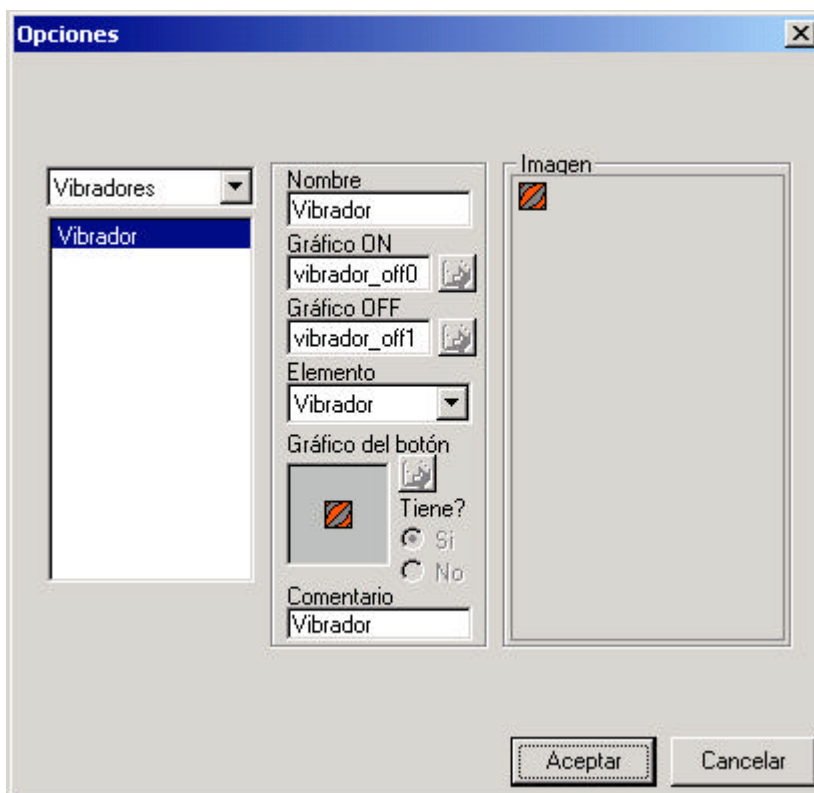 Opciones
Vibradores
Vibrador
Nombre
Vibrador
Gráfico ON
vibrador_off0
Gráfico OFF
vibrador_off1
Elemento
Vibrador
Gráfico del botón
Tiene?
Si
No
Comentario
Vibrador
Imagen
Aceptar
Cancelar